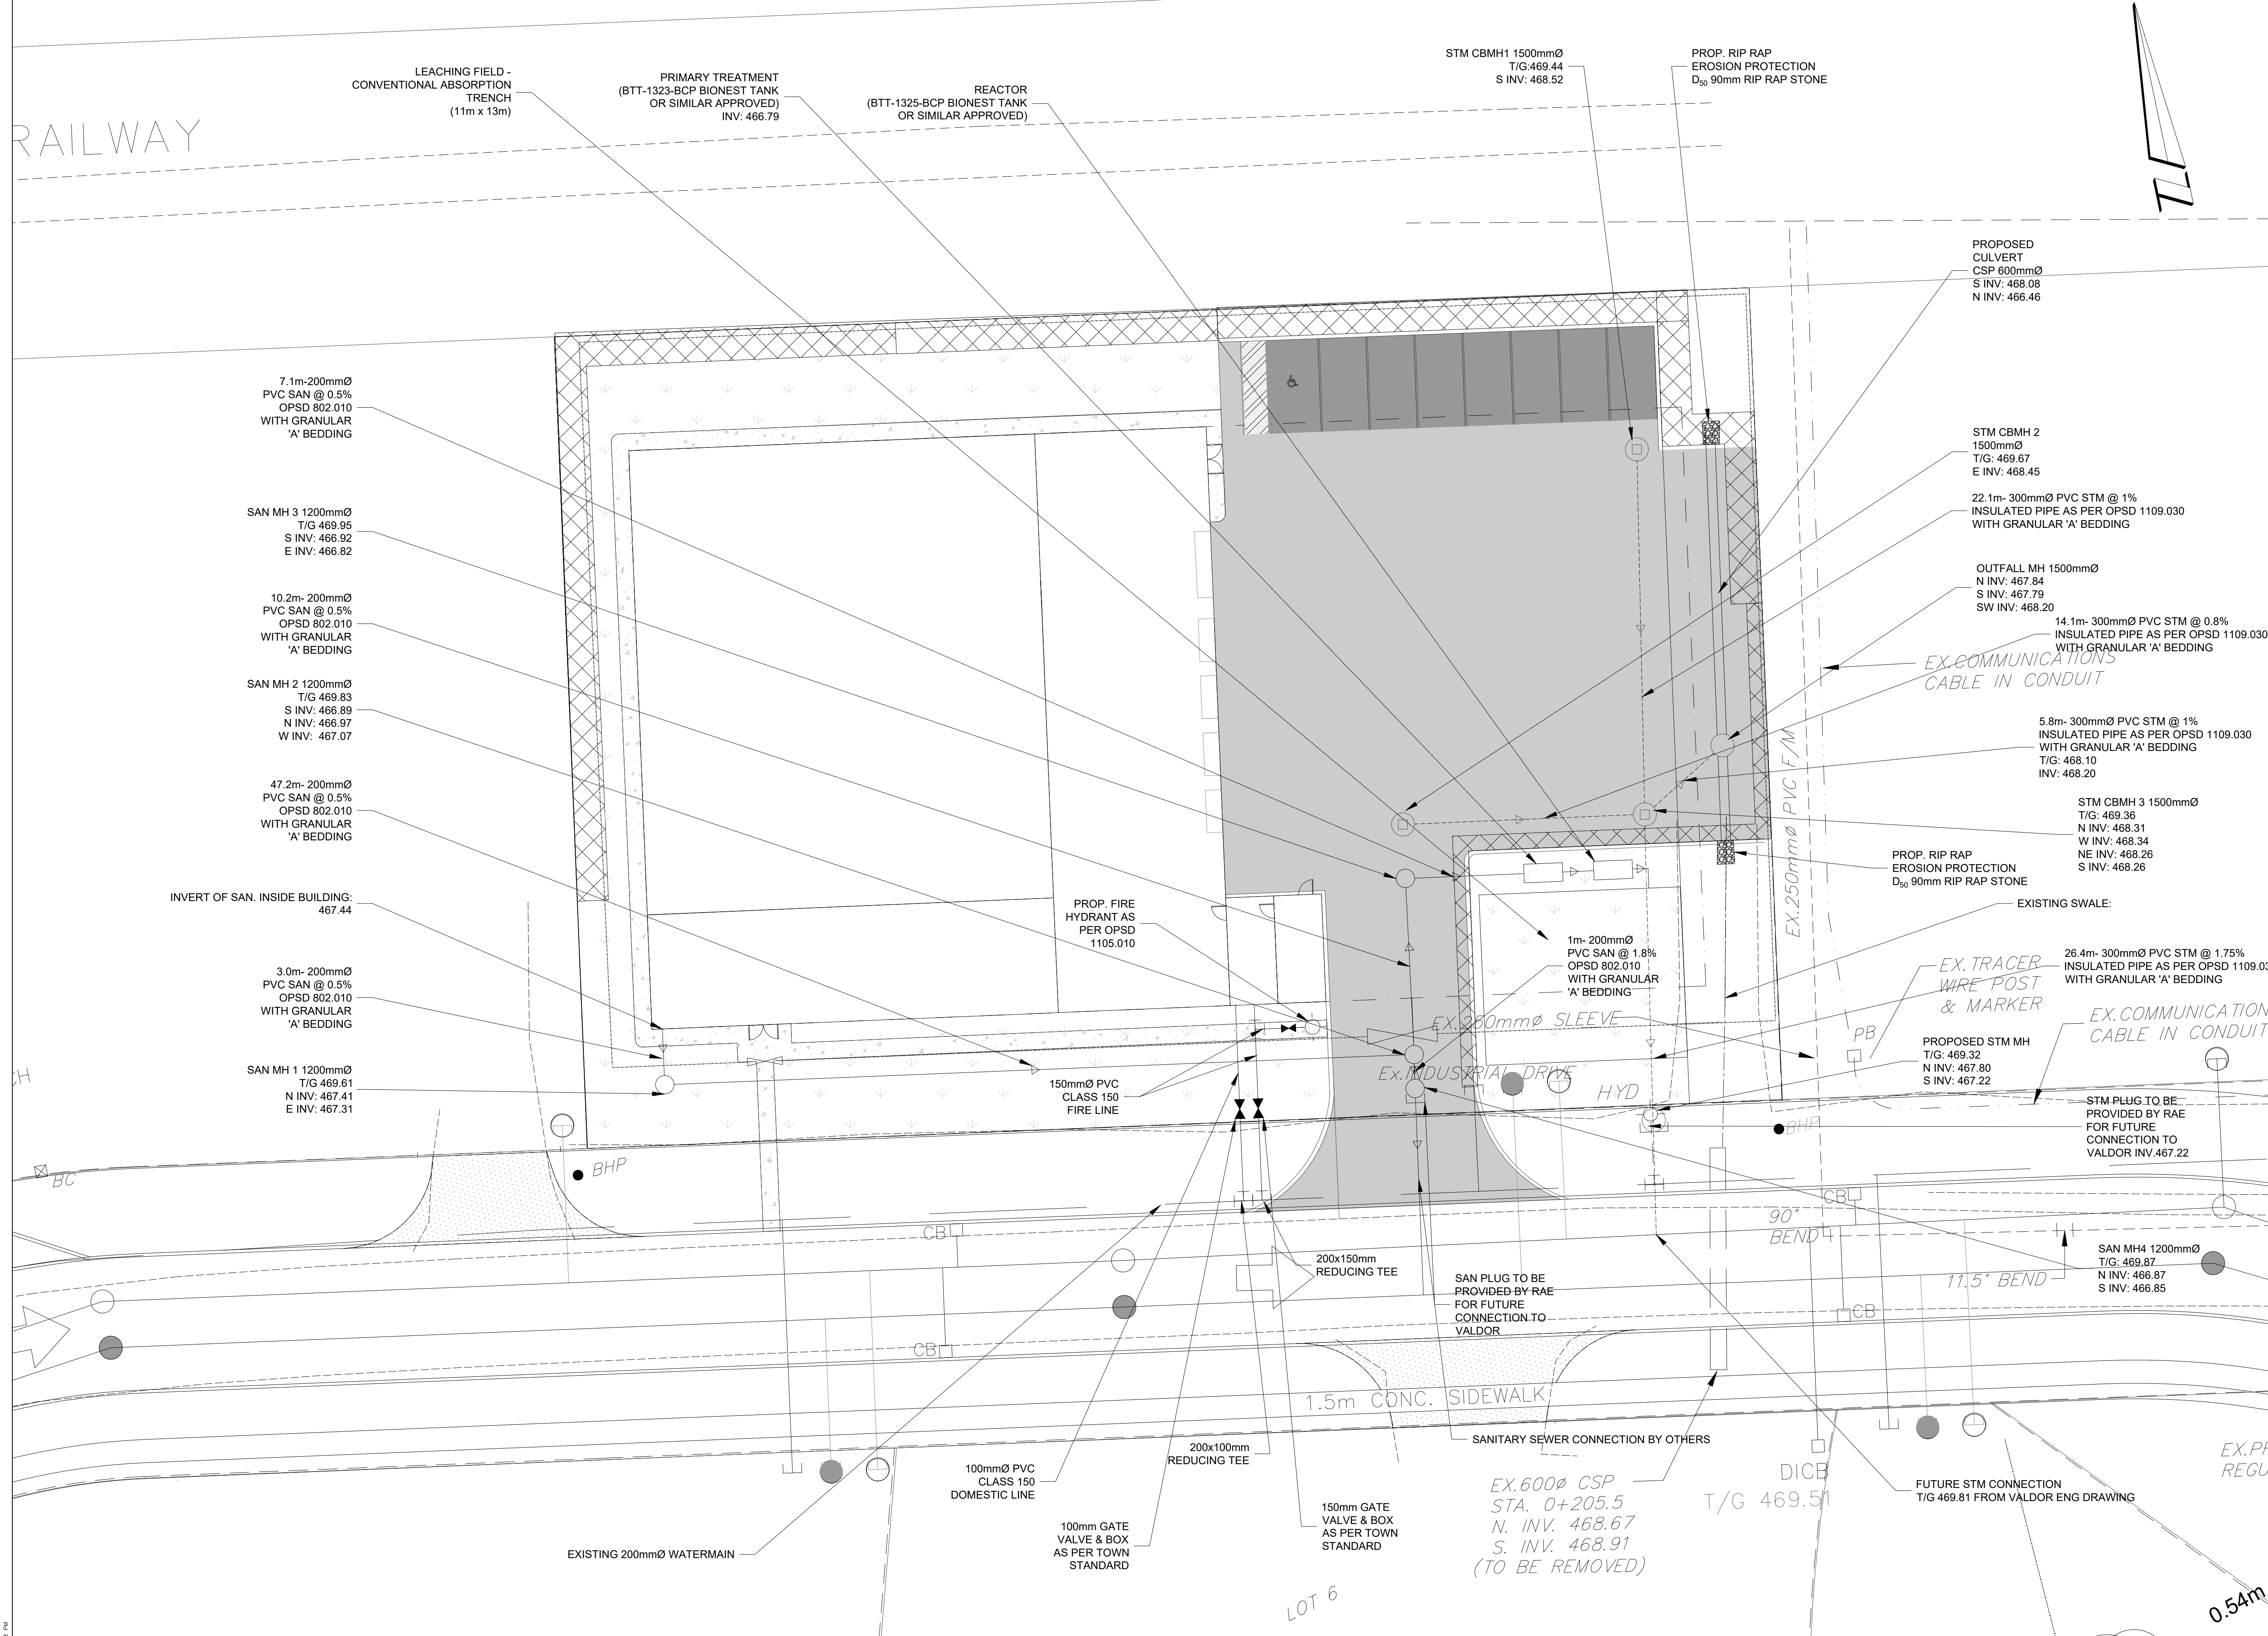 LEACHING FIELD -
CONVENTIONAL ABSORPTION
TRENCH
(11m x 13m)
PRIMARY TREATMENT
(BTT-1323-BCP BIONEST TANK
OR SIMILAR APPROVED)
INV: 466.79
REACTOR
(BTT-1325-BCP BIONEST TANK
OR SIMILAR APPROVED)
STM CBMH1 1500mmØ
T/G:469.44
S INV: 468.52
PROP. RIP RAP
EROSION PROTECTION
D50 90mm RIP RAP STONE
RAILWAY
PROPOSED
CULVERT
CSP 600mmØ
S INV: 468.08
N INV: 466.46
7.1m-200mmØ
PVC SAN @ 0.5%
OPSD 802.010
WITH GRANULAR
'A' BEDDING
SAN MH 3 1200mmØ
T/G 469.95
S INV: 466.92
E INV: 466.82
10.2m- 200mmØ
PVC SAN @ 0.5%
OPSD 802.010
WITH GRANULAR
'A' BEDDING
SAN MH 2 1200mmØ
T/G 469.83
S INV: 466.89
N INV: 466.97
W INV: 467.07
47.2m- 200mmØ
PVC SAN @ 0.5%
OPSD 802.010
WITH GRANULAR
'A' BEDDING
INVERT OF SAN. INSIDE BUILDING:
467.44
3.0m- 200mmØ
PVC SAN @ 0.5%
OPSD 802.010
WITH GRANULAR
'A' BEDDING
SAN MH 1 1200mmØ
T/G 469.61
N INV: 467.41
E INV: 467.31
STM CBMH 2
1500mmØ
T/G: 469.67
E INV: 468.45
22.1m- 300mmØ PVC STM @ 1%
INSULATED PIPE AS PER OPSD 1109.030
WITH GRANULAR 'A' BEDDING
OUTFALL MH 1500mmØ
N INV: 467.84
S INV: 467.79
SW INV: 468.20
14.1m- 300mmØ PVC STM @ 0.8%
INSULATED PIPE AS PER OPSD 1109.030
WITH GRANULAR 'A' BEDDING
EX.COMMUNICATIONS
CABLE IN CONDUIT
5.8m- 300mmØ PVC STM @ 1%
INSULATED PIPE AS PER OPSD 1109.030
WITH GRANULAR 'A' BEDDING
T/G: 468.10
INV: 468.20
EX.250mmØ PVC F/M
STM CBMH 3 1500mmØ
T/G: 469.36
N INV: 468.31
W INV: 468.34
NE INV: 468.26
S INV: 468.26
PROP. RIP RAP
EROSION PROTECTION
D50 90mm RIP RAP STONE
EXISTING SWALE:
PROP. FIRE
HYDRANT AS
PER OPSD
1105.010
1m- 200mmØ
PVC SAN @ 1.8%
OPSD 802.010
WITH GRANULAR
'A' BEDDING
26.4m- 300mmØ PVC STM @ 1.75%
INSULATED PIPE AS PER OPSD 1109.03
WITH GRANULAR 'A' BEDDING
EX.TRACER
WIRE POST
& MARKER
EX.COMMUNICATION
CABLE IN CONDUIT
PB
PROPOSED STM MH
T/G: 469.32
N INV: 467.80
S INV: 467.22
Ex.INDUSTRIAL DRIVE
HYD
150mm PVC
CLASS 150
FIRE LINE
STM PLUG TO BE
PROVIDED BY RAE
FOR FUTURE
CONNECTION TO
VALDOR INV.467.22
BHP
BHP
BC
CH
CB
CB
CB
CB
90°
BEND
11.5° BEND
SAN MH4 1200mmØ
T/G: 469.87
N INV: 466.87
S INV: 466.85
200x150mm
REDUCING TEE
SAN PLUG TO BE
PROVIDED BY RAE
FOR FUTURE
CONNECTION TO
VALDOR
1.5m CONC. SIDEWALK
SANITARY SEWER CONNECTION BY OTHERS
200x100mm
REDUCING TEE
100mmØ PVC
CLASS 150
DOMESTIC LINE
100mm GATE
VALVE & BOX
AS PER TOWN
STANDARD
150mm GATE
VALVE & BOX
AS PER TOWN
STANDARD
EXISTING 200mmØ WATERMAIN
EX.600ø CSP
STA. 0+205.5
N. INV. 468.67
S. INV. 468.91
(TO BE REMOVED)
DICB
T/G 469.51
FUTURE STM CONNECTION
T/G 469.81 FROM VALDOR ENG DRAWING
LOT 6
REGU
0.54m
PM